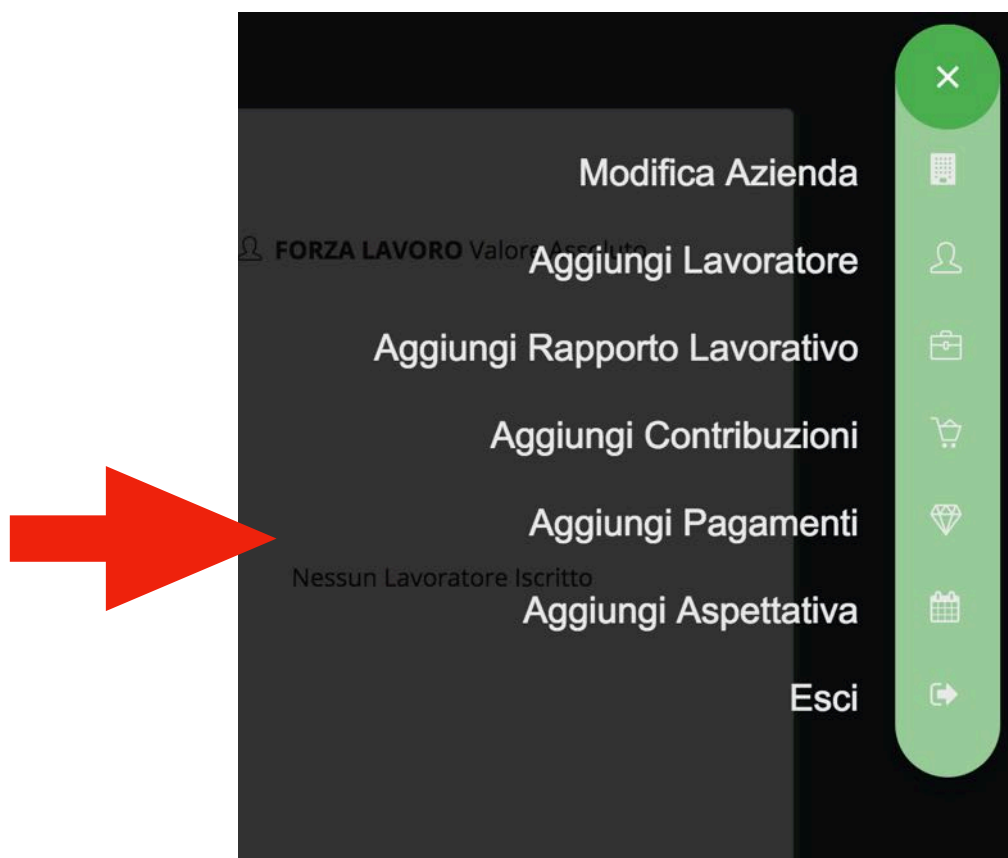 Modifica Azienda
FORZA LAVORO Valore Assoluto
Aggiungi Lavoratore
Aggiungi Rapporto Lavorativo
Aggiungi Contribuzioni
Aggiungi Pagamenti
Nessun Lavoratore Iscritto
Aggiungi Aspettativa
Esci